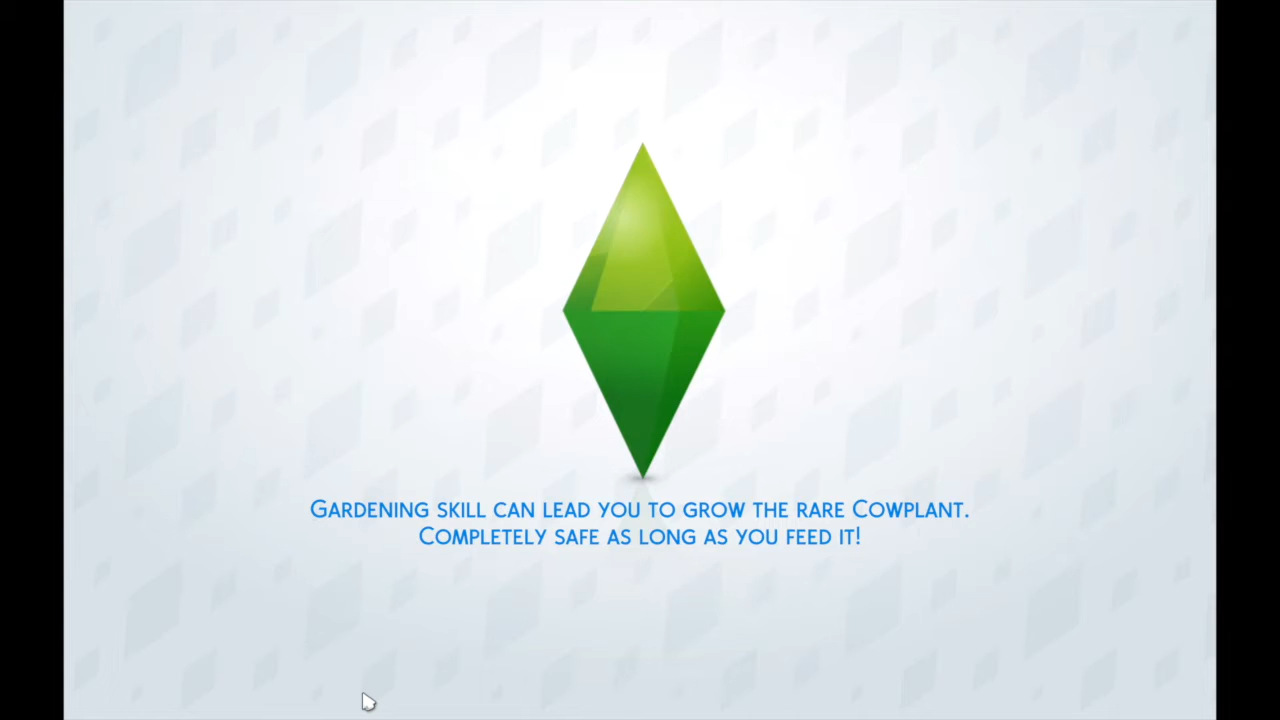 Gardening skill can lead you to grow the rare Cowplant.
Completely safe as long as you feed it!